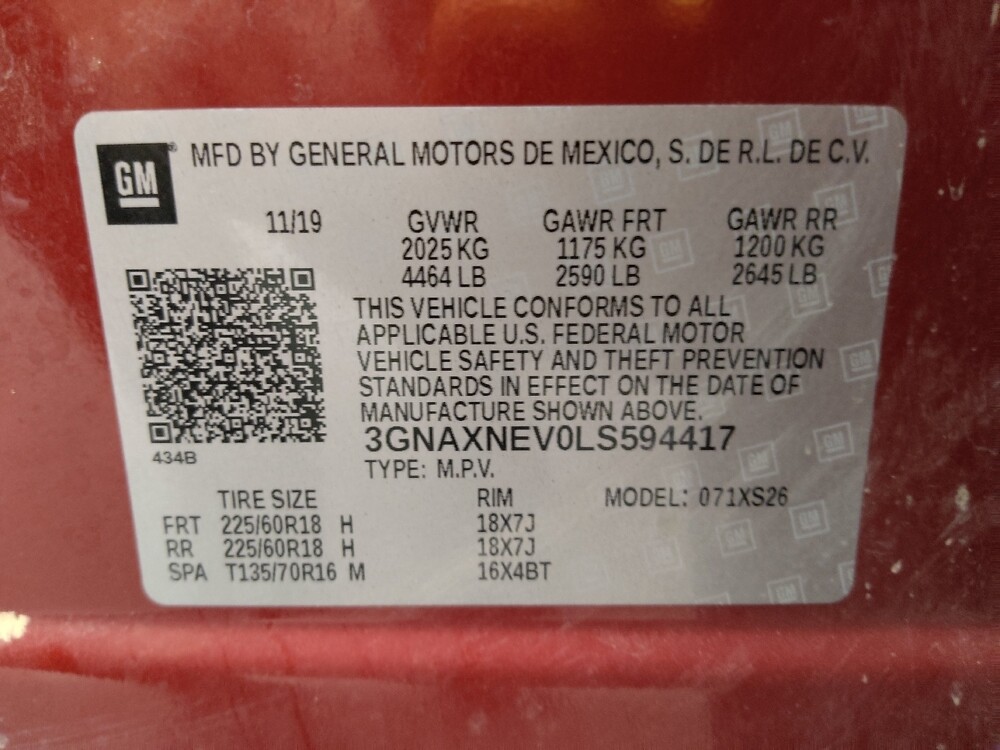 GM® MFD BY GENERAL MOTORS DE MEXICO, S. DE R.L. DE C.V.
11/19 GVWR GAWR FRT GAWR RR
2025 KG 1175 KG 1200 KG
4464 LB 2590 LB 2645 LB
THIS VEHICLE CONFORMS TO ALL
APPLICABLE U.S. FEDERAL MOTOR
VEHICLE SAFETY AND THEFT PREVENTION
STANDARDS IN EFFECT ON THE DATE OF
MANUFACTURE SHOWN ABOVE.
3GNAXNEV0LS594417
434B
TYPE: M.P.V.
TIRE SIZE RIM MODEL: 071XS26
FRT 225/60R18 H 18X7J
RR 225/60R18 H 18X7J
SPA T135/70R16 M 16X4BT